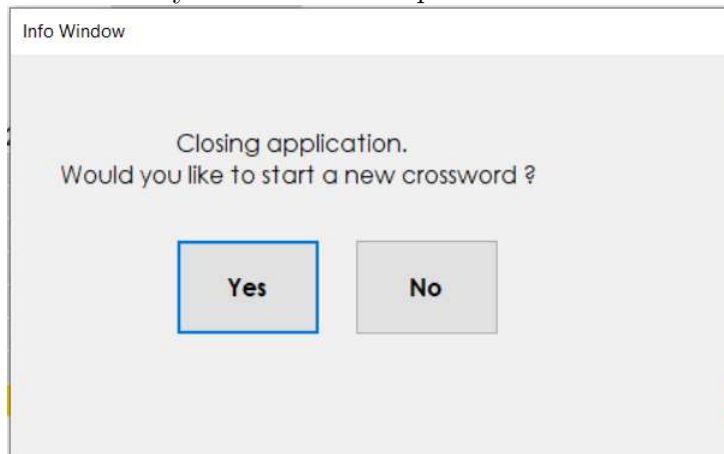 Info Window
Closing application.
Would you like to start a new crossword ?
Yes
No